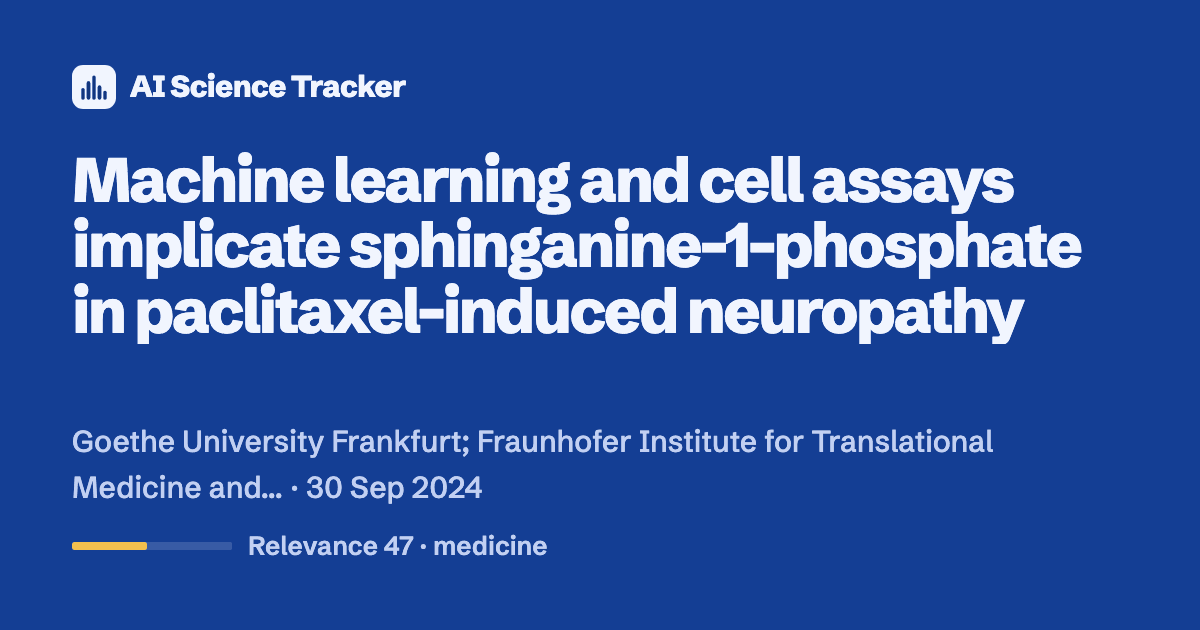 AI Science Tracker
Machine learning and cell assays
implicate sphinganine-1-phosphate
in paclitaxel-induced neuropathy
Goethe University Frankfurt; Fraunhofer Institute for Translational
Medicine and... · 30 Sep 2024
Relevance 47 · medicine